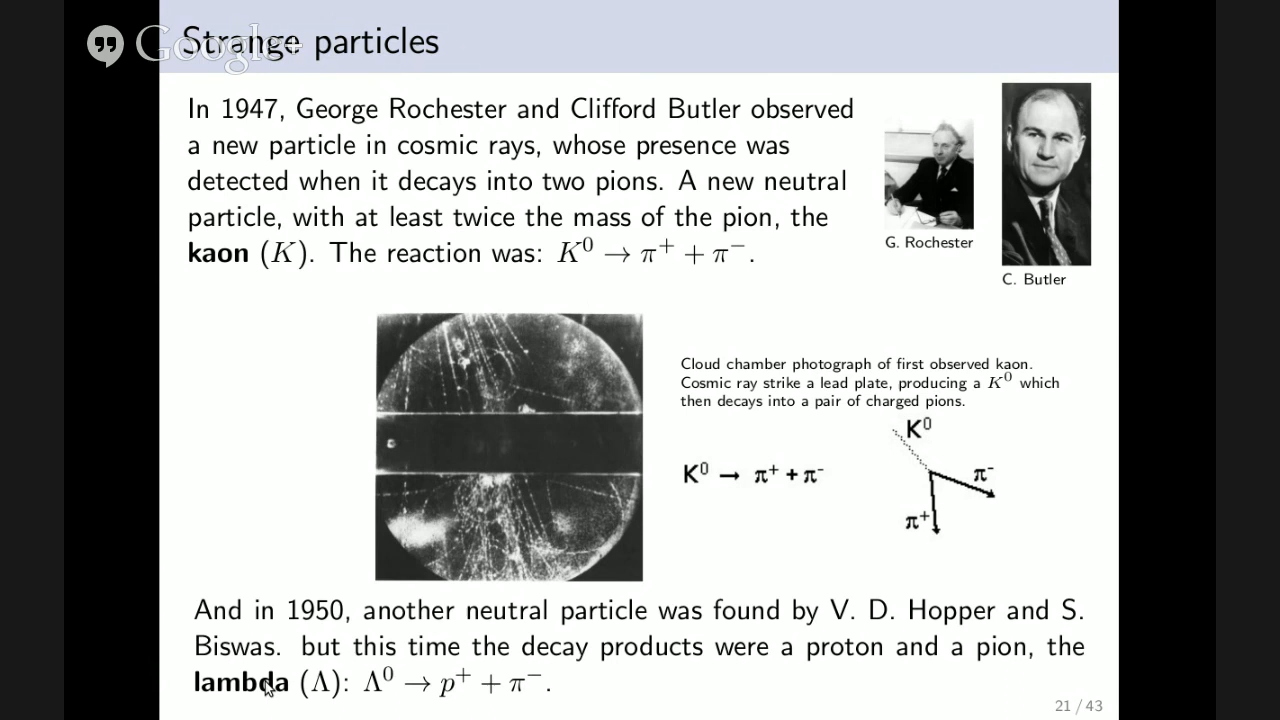 Google+
Strange particles
In 1947, George Rochester and Clifford Butler observed
a new particle in cosmic rays, whose presence was
detected when it decays into two pions. A new neutral
particle, with at least twice the mass of the pion, the
kaon (K). The reaction was: K⁰ → π⁺ + π⁻.
G. Rochester
C. Butler
Cloud chamber photograph of first observed kaon.
Cosmic ray strike a lead plate, producing a K⁰ which
then decays into a pair of charged pions.
K⁰ → π⁺ + π⁻
K⁰
π⁻
π⁺
And in 1950, another neutral particle was found by V. D. Hopper and S.
Biswas. but this time the decay products were a proton and a pion, the
lambda (Λ): Λ⁰ → p⁺ + π⁻.
21 / 43